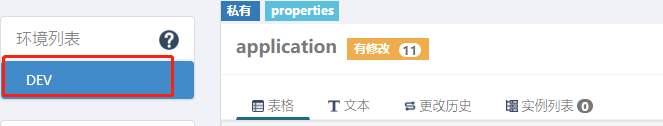 私有 properties
环境列表 ?
application 有修改 11
DEV
表格 文本 更改历史 实例列表 0